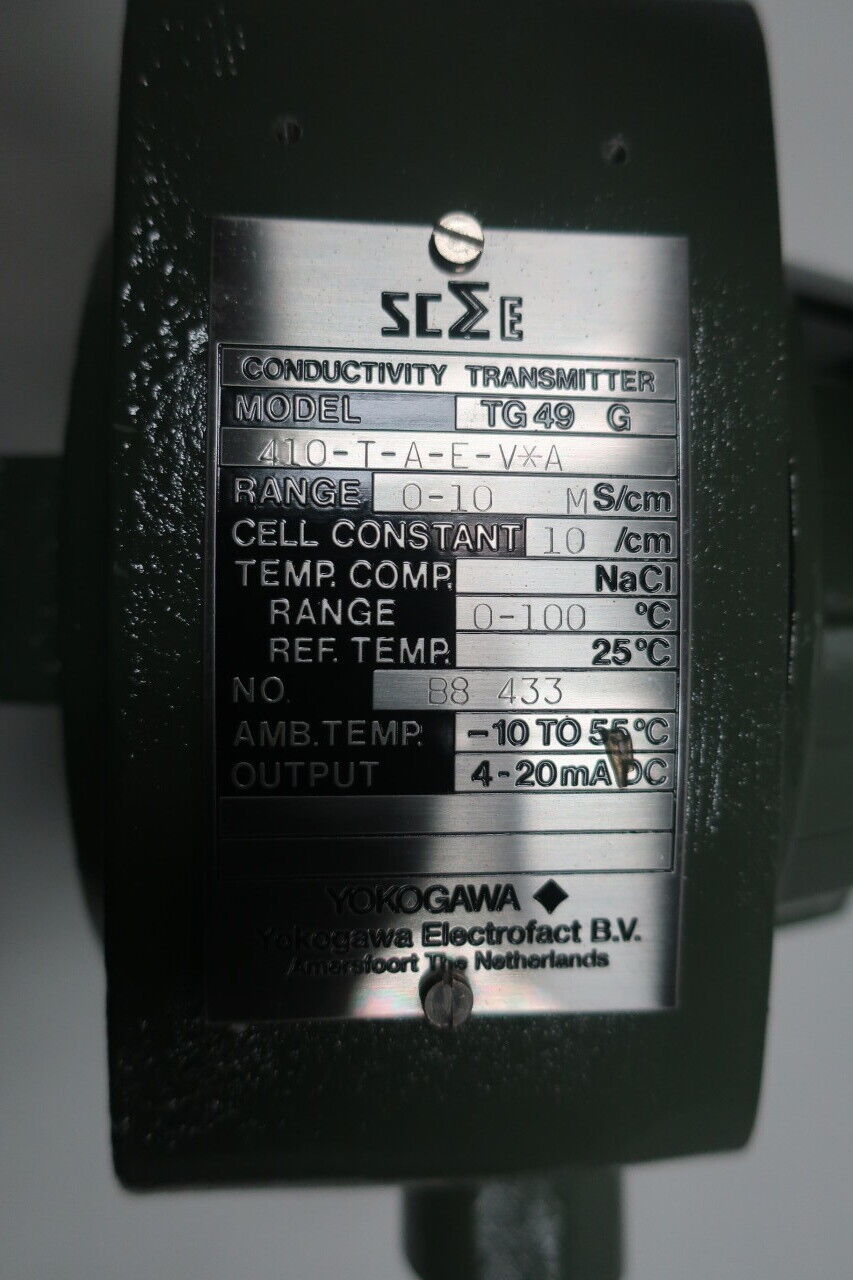 SCΣE
CONDUCTIVITY TRANSMITTER
MODEL TG49 G
410-T-A-E-V*A
RANGE 0-10 MS/cm
CELL CONSTANT 10 /cm
TEMP. COMP. NaCl
RANGE 0-100 °C
REF. TEMP. 25°C
NO. B8 433
AMB. TEMP. -10 TO 55°C
OUTPUT 4-20mA DC
YOKOGAWA ◆
Yokogawa Electrofact B.V.
Amersfoort The Netherlands